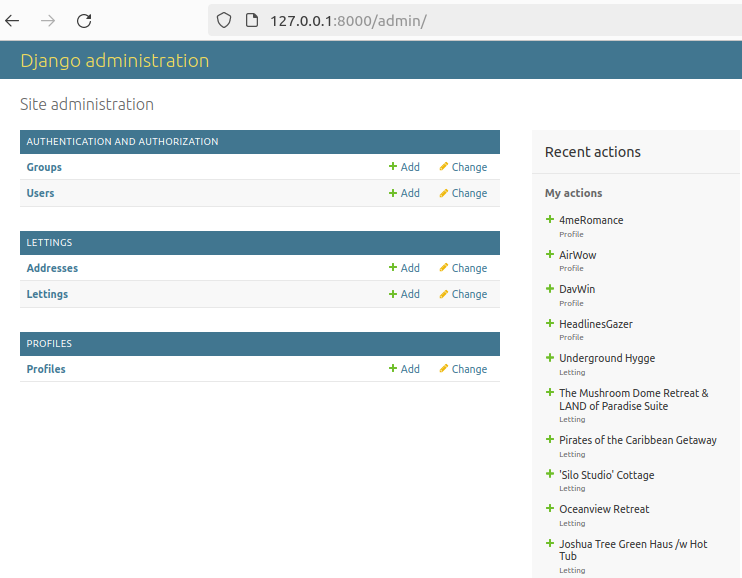 127.0.0.1:8000/admin/
Django administration
Site administration
AUTHENTICATION AND AUTHORIZATION
Groups Add Change
Users Add Change
LETTINGS
Addresses Add Change
Lettings Add Change
PROFILES
Profiles Add Change
Recent actions
My actions
4meRomance
Profile
AirWow
Profile
DavWin
Profile
HeadlinesGazer
Profile
Underground Hygge
Letting
The Mushroom Dome Retreat &
LAND of Paradise Suite
Letting
Pirates of the Caribbean Getaway
Letting
'Silo Studio' Cottage
Letting
Oceanview Retreat
Letting
Joshua Tree Green Haus /w Hot
Tub
Letting